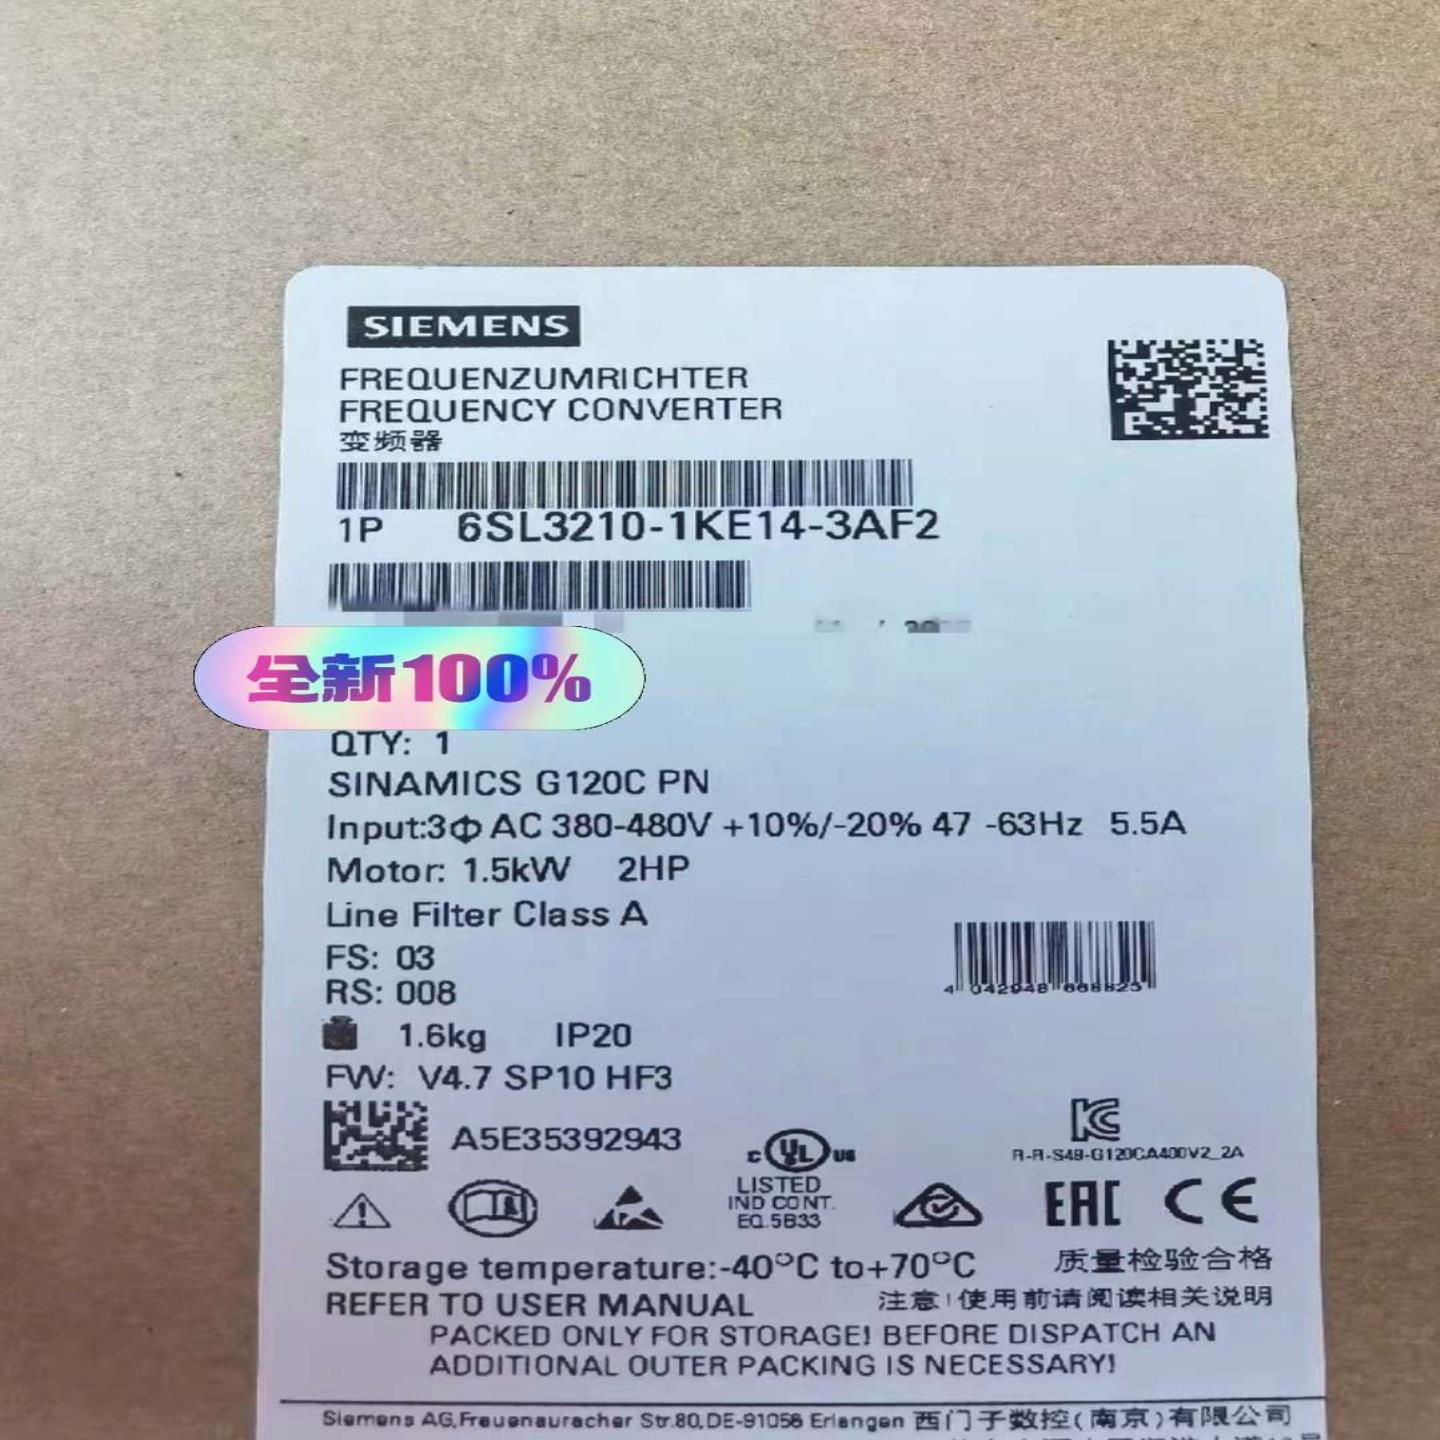 SIEMENS
FREQUENZUMRICHTER
FREQUENCY CONVERTER
变频器
1P 6SL3210-1KE14-3AF2
全新100%
QTY: 1
SINAMICS G120C PN
Input:3Φ AC 380-480V +10%/-20% 47 -63Hz 5.5A
Motor: 1.5kW 2HP
Line Filter Class A
FS: 03
RS: 008
1.6kg IP20
FW: V4.7 SP10 HF3
A5E35392943
C UL US
LISTED
IND CONT.
EQ.5B33
R-R-S49-G120CA400V2_2A
EAC CE
Storage temperature:-40°C to+70°C 质量检验合格
REFER TO USER MANUAL 注意!使用前请阅读相关说明
PACKED ONLY FOR STORAGE! BEFORE DISPATCH AN
ADDITIONAL OUTER PACKING IS NECESSARY!
Siemens AG,Frauenauracher Str.80,DE-91056 Erlangen 西门子数控(南京)有限公司